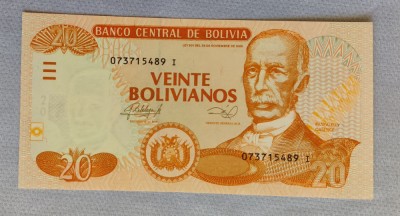 20
BANCO CENTRAL DE BOLIVIA
073715489 I
VEINTE
BOLIVIANOS
20
073715489 I
20